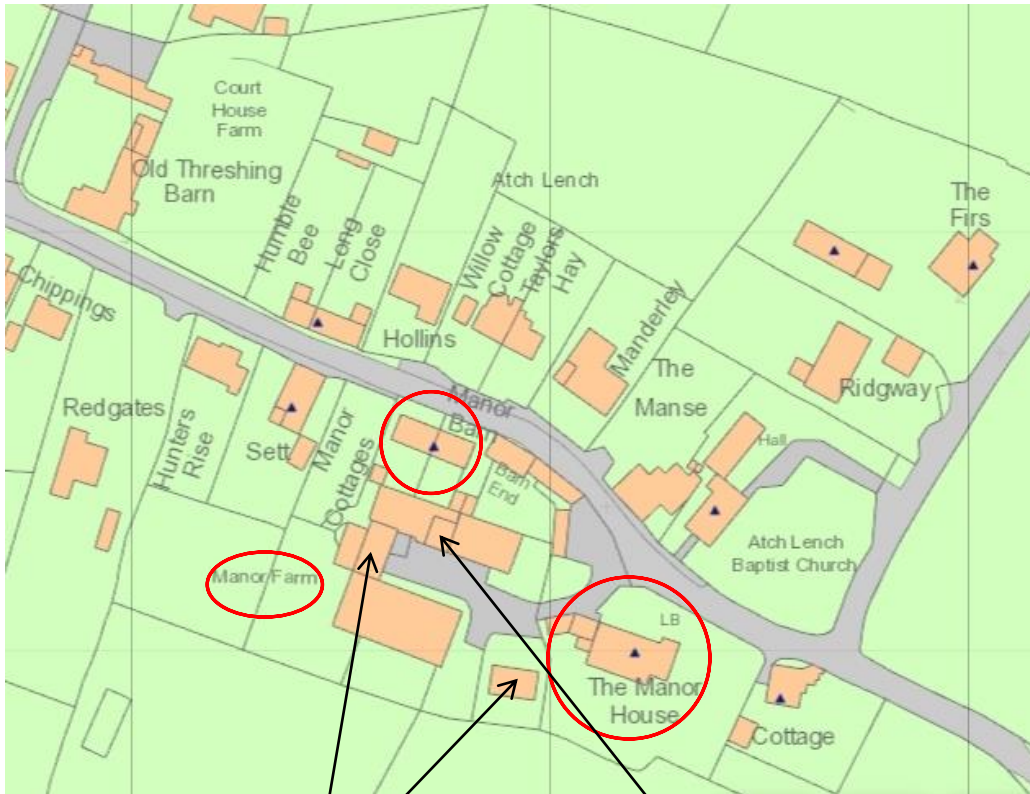 Court
House
Farm
Old Threshing
Barn
Atch Lench
The
Firs
Humble
Bee
Long
Close
Willow
Cottage
Taylors
Hay
Chippings
Hollins
Manderley
The
Manse
Ridgway
Redgates
Hunters
Rise
Sett
Manor
Cottages
Manor
Barn
Barn
End
Hall
Atch Lench
Baptist Church
Manor Farm
LB
The Manor
House
Cottage